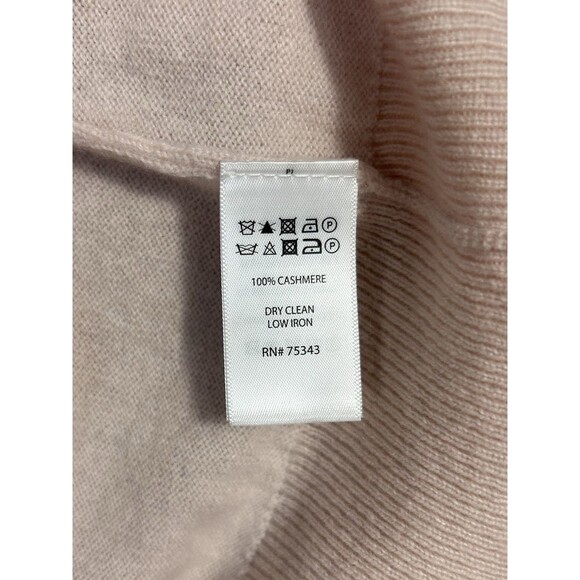 P
P
100% CASHMERE
DRY CLEAN
LOW IRON
RN# 75343